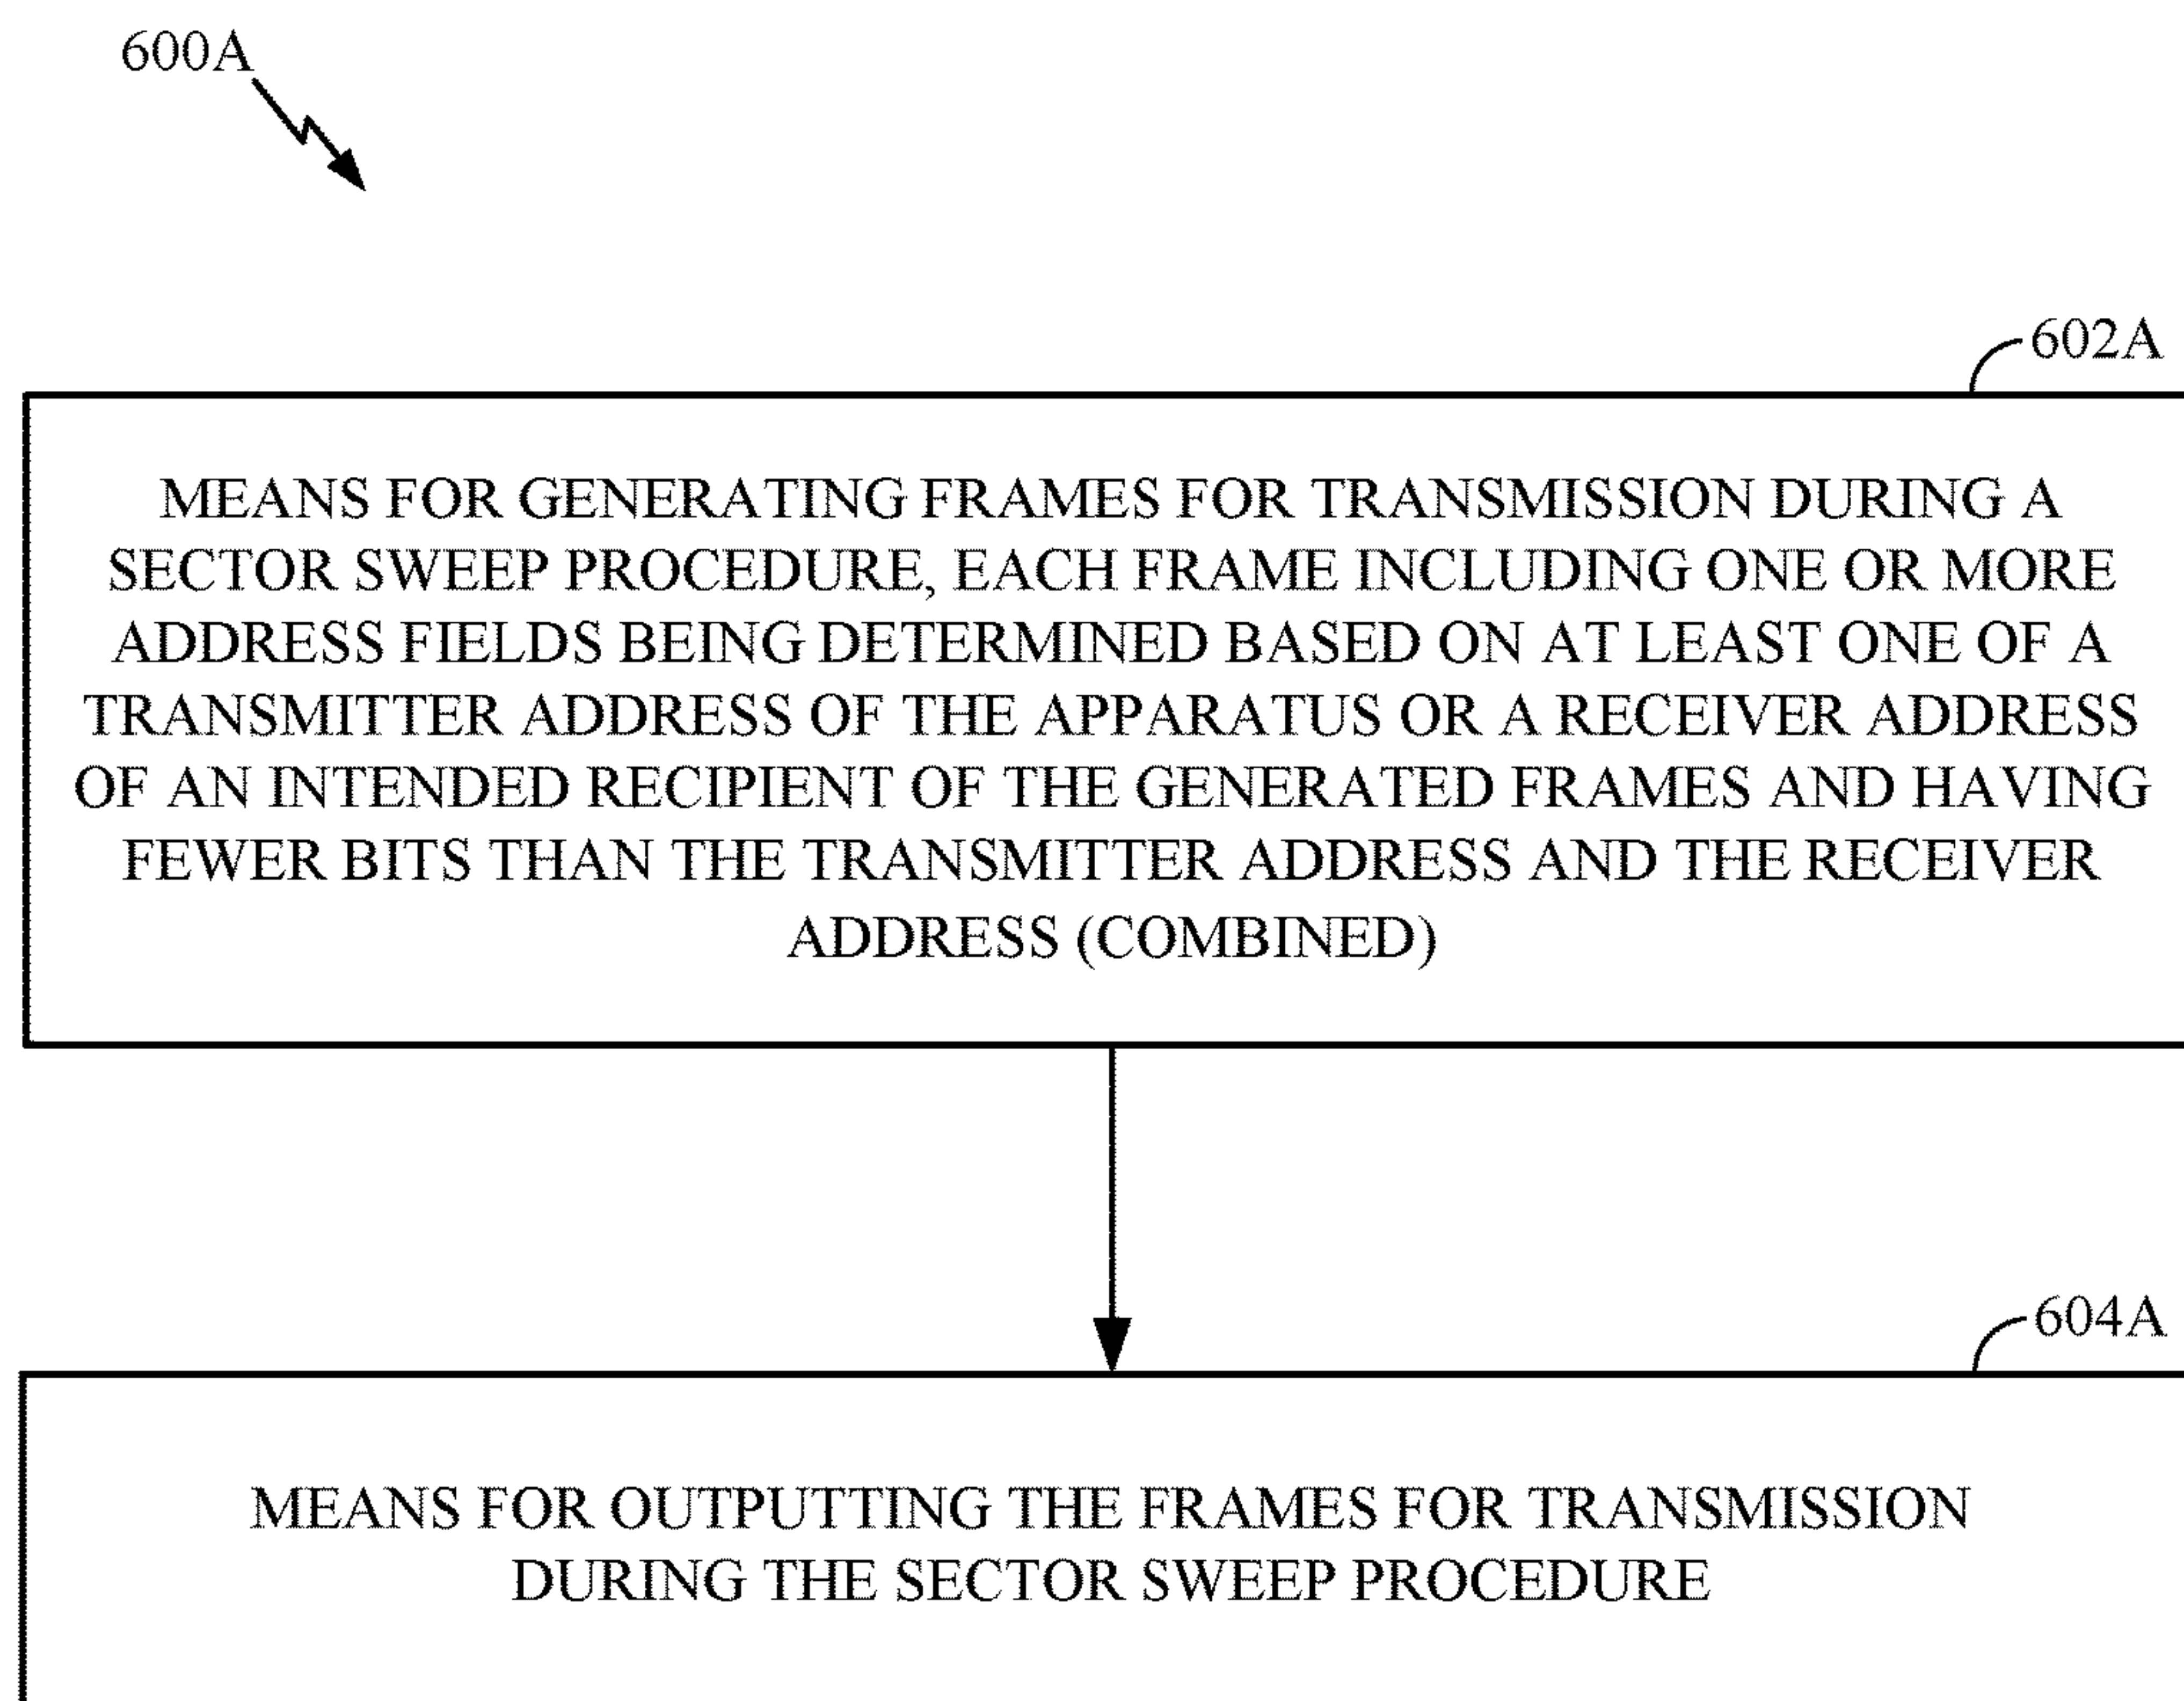 600A
602A
MEANS FOR GENERATING FRAMES FOR TRANSMISSION DURING A
SECTOR SWEEP PROCEDURE, EACH FRAME INCLUDING ONE OR MORE
ADDRESS FIELDS BEING DETERMINED BASED ON AT LEAST ONE OF A
TRANSMITTER ADDRESS OF THE APPARATUS OR A RECEIVER ADDRESS
OF AN INTENDED RECIPIENT OF THE GENERATED FRAMES AND HAVING
FEWER BITS THAN THE TRANSMITTER ADDRESS AND THE RECEIVER
ADDRESS (COMBINED)
604A
MEANS FOR OUTPUTTING THE FRAMES FOR TRANSMISSION
DURING THE SECTOR SWEEP PROCEDURE